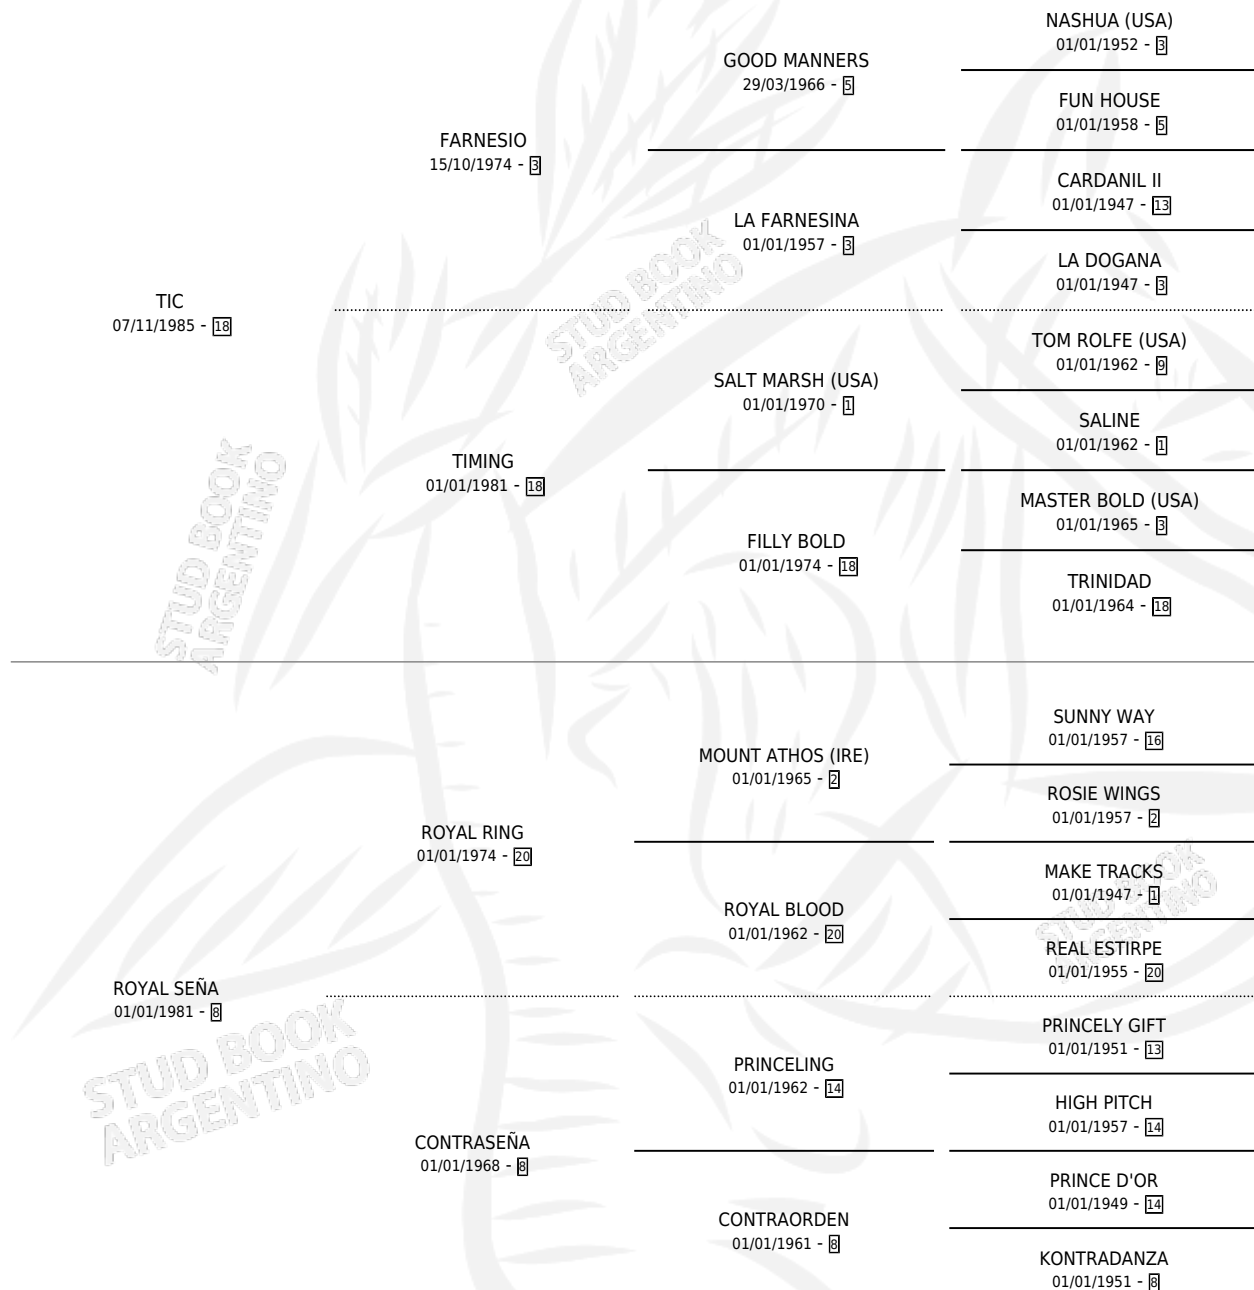 NASHUA (USA)
01/01/1952 - 3
GOOD MANNERS
29/03/1966 - 5
FUN HOUSE
01/01/1958 - 5
FARNESIO
15/10/1974 - 3
CARDANIL II
01/01/1947 - 13
LA FARNESINA
01/01/1957 - 3
LA DOGANA
01/01/1947 - 3
TIC
07/11/1985 - 18
TOM ROLFE (USA)
01/01/1962 - 9
SALT MARSH (USA)
01/01/1970 - 1
SALINE
01/01/1962 - 1
TIMING
01/01/1981 - 18
MASTER BOLD (USA)
01/01/1965 - 3
FILLY BOLD
01/01/1974 - 18
TRINIDAD
01/01/1964 - 18
SUNNY WAY
01/01/1957 - 16
MOUNT ATHOS (IRE)
01/01/1965 - 2
ROSIE WINGS
01/01/1957 - 2
ROYAL RING
01/01/1974 - 20
MAKE TRACKS
01/01/1947 - 1
ROYAL BLOOD
01/01/1962 - 20
REAL ESTIRPE
01/01/1955 - 20
ROYAL SEÑA
01/01/1981 - 8
PRINCELY GIFT
01/01/1951 - 13
PRINCELING
01/01/1962 - 14
HIGH PITCH
01/01/1957 - 14
CONTRASEÑA
01/01/1968 - 8
PRINCE D'OR
01/01/1949 - 14
CONTRAORDEN
01/01/1961 - 8
KONTRADANZA
01/01/1951 - 8
STUD BOOK
ARGENTINO
STUD BOOK
ARGENTINO
STUD BOOK
ARGENTINO
STUD BOOK
ARGENTINO